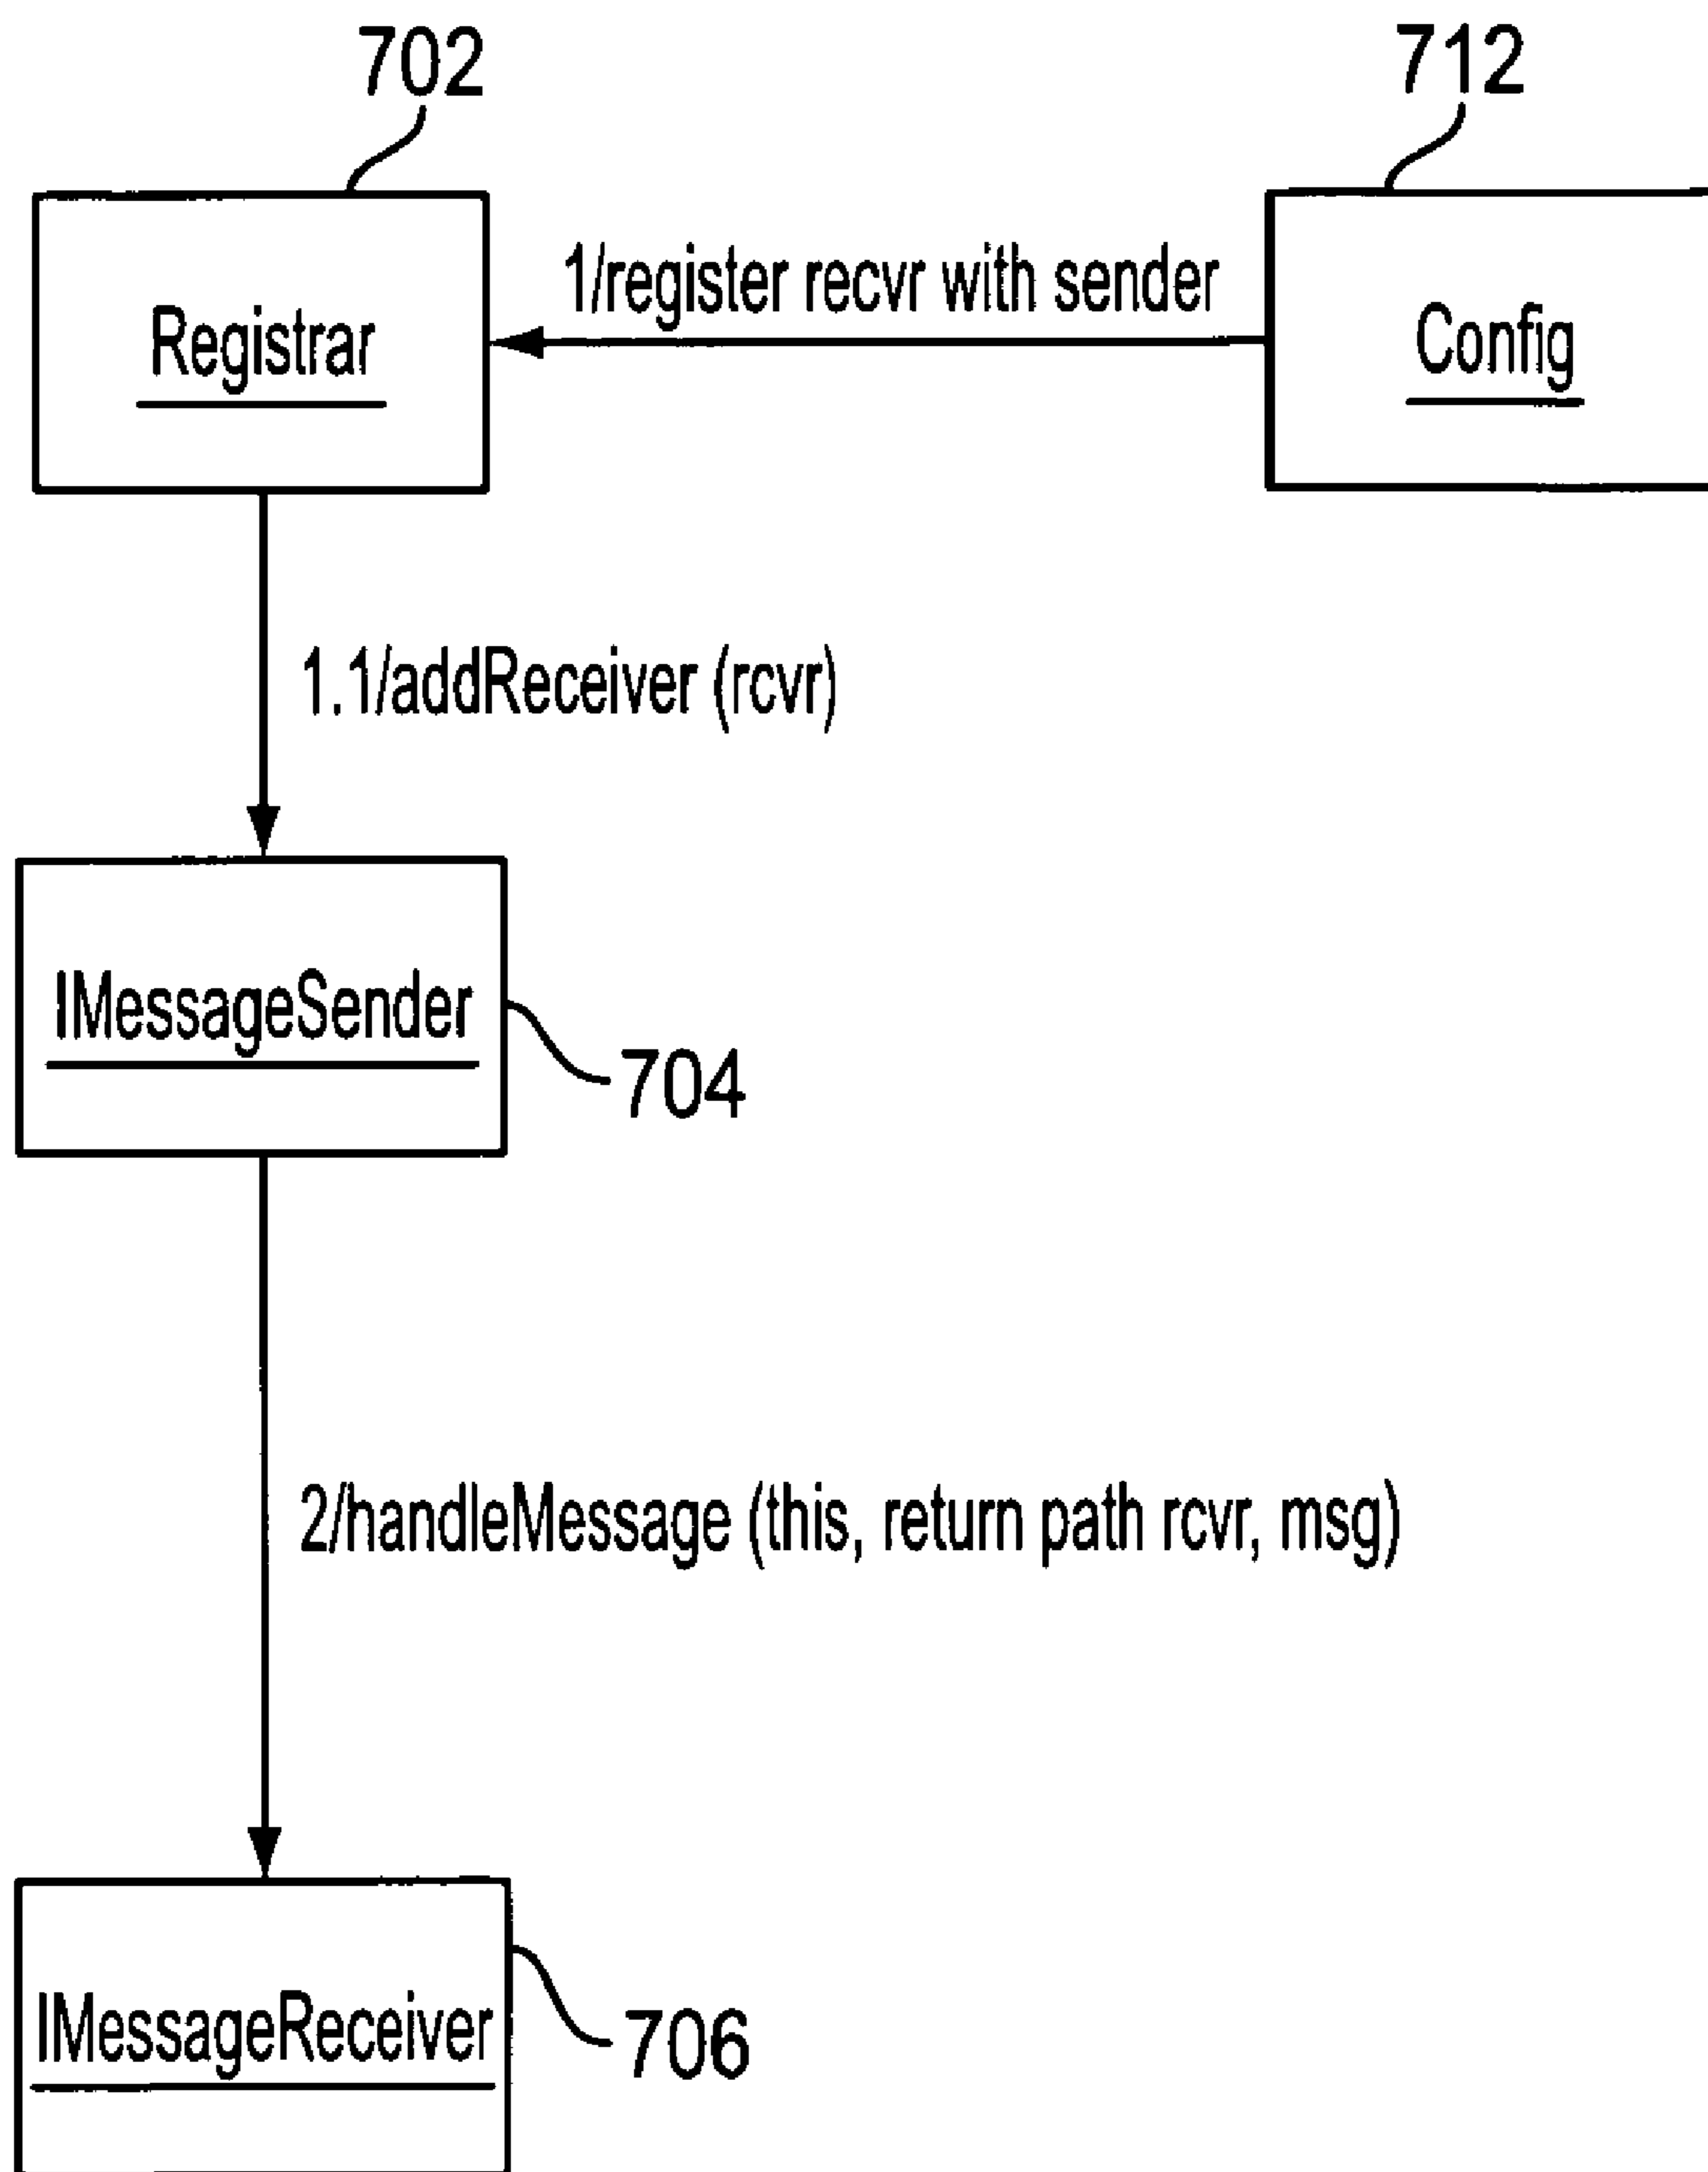 702
712
1/register recvr with sender
Registrar
Config
1.1/addReceiver (rcvr)
IMessageSender
704
2/handleMessage (this, return path rcvr, msg)
IMessageReceiver
706